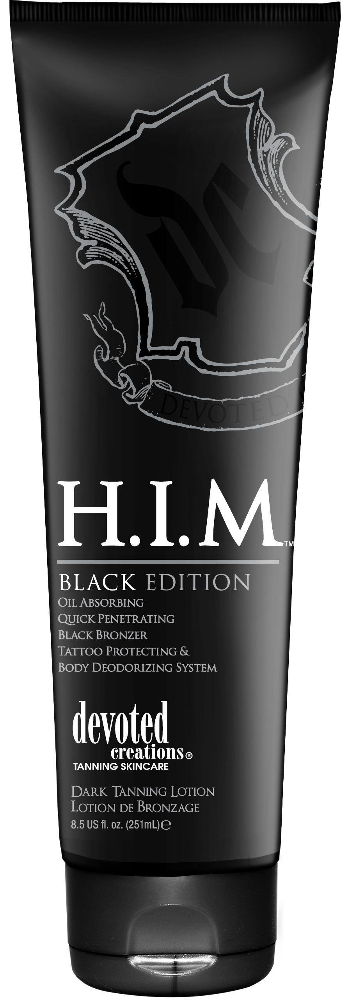 DC
DEVOTED
H.I.M™
BLACK EDITION
OIL ABSORBING
QUICK PENETRATING
BLACK BRONZER
TATTOO PROTECTING &
BODY DEODORIZING SYSTEM
devoted
creations®
TANNING SKINCARE
DARK TANNING LOTION
LOTION DE BRONZAGE
8.5 US fl. oz. (251mL)℮